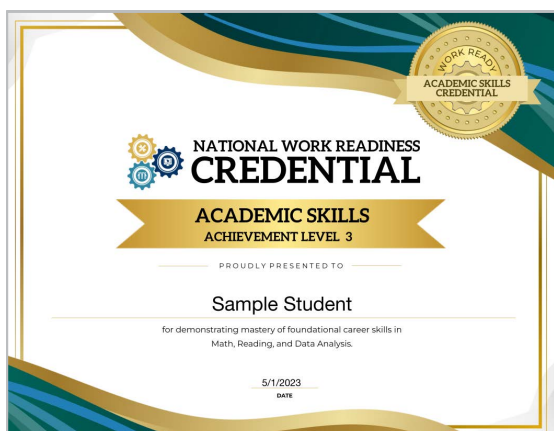 WORK READY
ACADEMIC SKILLS
CREDENTIAL
NATIONAL WORK READINESS
CREDENTIAL
ACADEMIC SKILLS
ACHIEVEMENT LEVEL 3
PROUDLY PRESENTED TO
Sample Student
for demonstrating mastery of foundational career skills in
Math, Reading, and Data Analysis.
5/1/2023
DATE